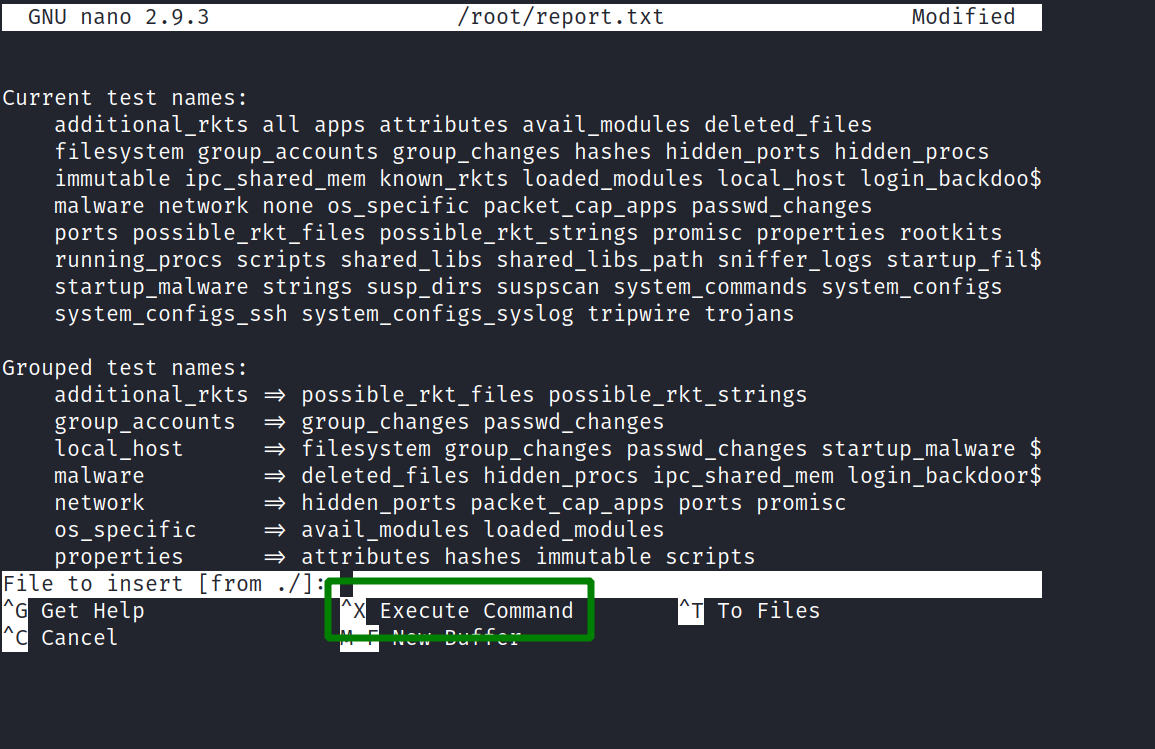 GNU nano 2.9.3 /root/report.txt Modified
Current test names:
additional_rkts all apps attributes avail_modules deleted_files
filesystem group_accounts group_changes hashes hidden_ports hidden_procs
immutable ipc_shared_mem known_rkts loaded_modules local_host login_backdoo$
malware network none os_specific packet_cap_apps passwd_changes
ports possible_rkt_files possible_rkt_strings promisc properties rootkits
running_procs scripts shared_libs shared_libs_path sniffer_logs startup_fil$
startup_malware strings susp_dirs suspscan system_commands system_configs
system_configs_ssh system_configs_syslog tripwire trojans
Grouped test names:
additional_rkts => possible_rkt_files possible_rkt_strings
group_accounts => group_changes passwd_changes
local_host => filesystem group_changes passwd_changes startup_malware $
malware => deleted_files hidden_procs ipc_shared_mem login_backdoor$
network => hidden_ports packet_cap_apps ports promisc
os_specific => avail_modules loaded_modules
properties => attributes hashes immutable scripts
File to insert [from ./]:
^G Get Help ^X Execute Command ^T To Files
^C Cancel M-F New Buffer